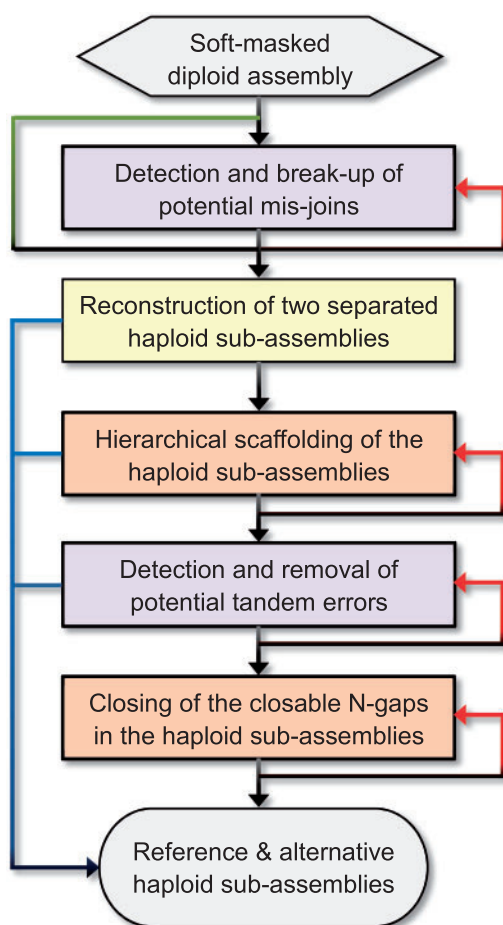 Soft-masked
diploid assembly
Detection and break-up of
potential mis-joins
Reconstruction of two separated
haploid sub-assemblies
Hierarchical scaffolding of the
haploid sub-assemblies
Detection and removal of
potential tandem errors
Closing of the closable N-gaps
in the haploid sub-assemblies
Reference & alternative
haploid sub-assemblies